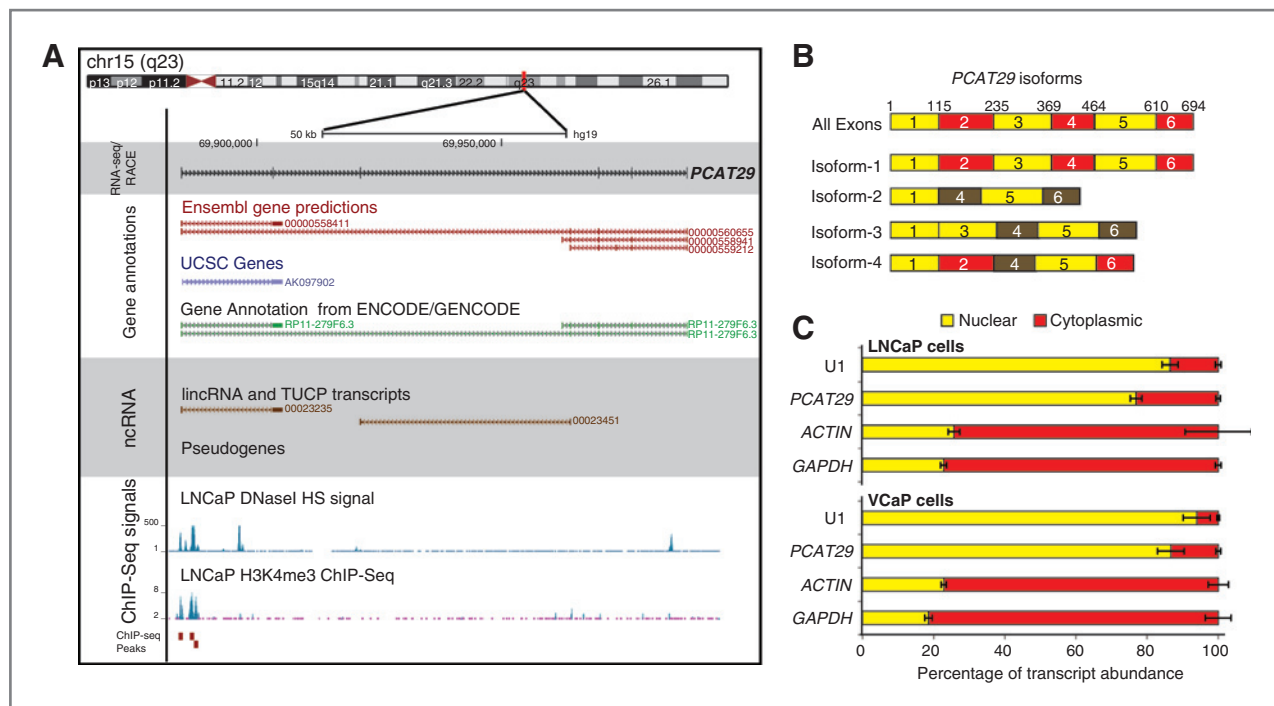 A
chr15 (q23)
p13 p12 p11.2 11.2 12 15q14 21.1 q21.3 22.2 q23 26.1
50 kb hg19
69,900,000 69,950,000
RNA-seq/
RACE
PCAT29
Gene annotations
Ensembl gene predictions
00000558411
00000560655
00000558941
00000559212
UCSC Genes
AK097902
Gene Annotation from ENCODE/GENCODE
RP11-279F6.3 RP11-279F6.3
RP11-279F6.3
ncRNA
lincRNA and TUCP transcripts
00023235
00023451
Pseudogenes
ChIP-Seq signals
LNCaP DNaseI HS signal
500
1
LNCaP H3K4me3 ChIP-Seq
8
2
ChIP-seq
Peaks
B
PCAT29 isoforms
1 115 235 369 464 610 694
All Exons 1 2 3 4 5 6
Isoform-1 1 2 3 4 5 6
Isoform-2 1 4 5 6
Isoform-3 1 3 4 5 6
Isoform-4 1 2 4 5 6
C
Nuclear Cytoplasmic
LNCaP cells
U1
PCAT29
ACTIN
GAPDH
VCaP cells
U1
PCAT29
ACTIN
GAPDH
0 20 40 60 80 100
Percentage of transcript abundance